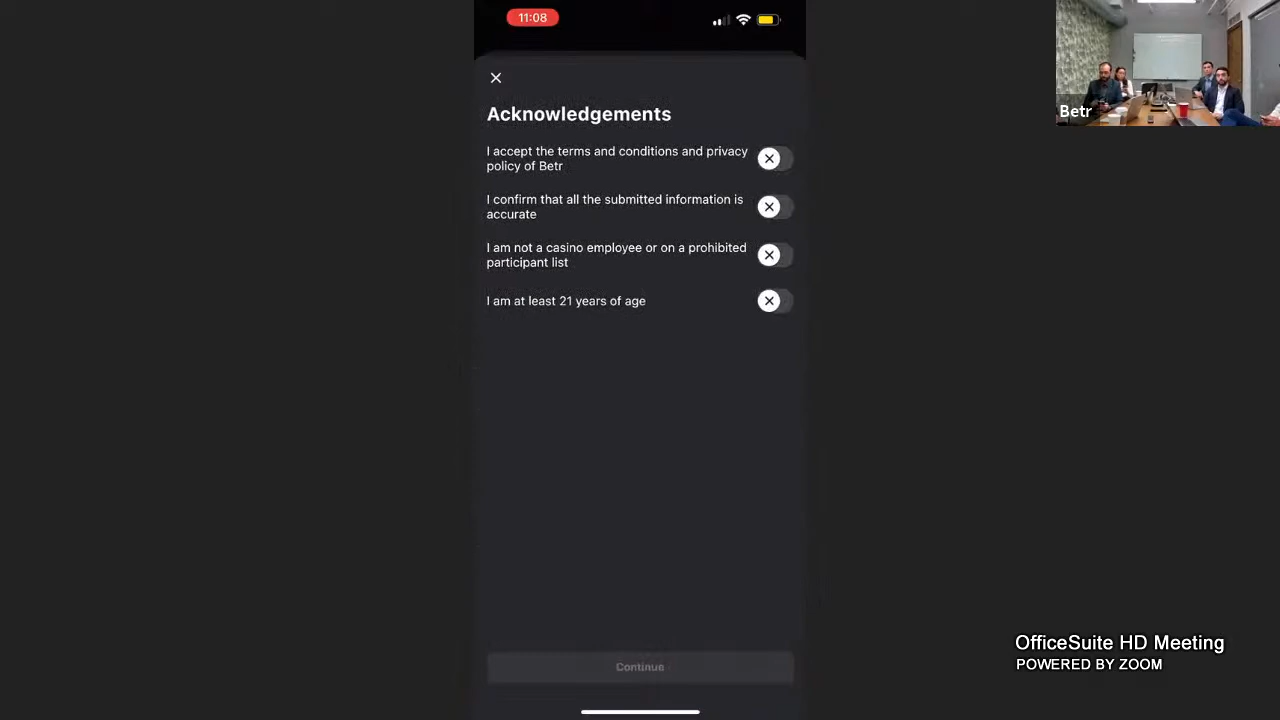 11:08
Acknowledgements
I accept the terms and conditions and privacy
policy of Betr
I confirm that all the submitted information is
accurate
I am not a casino employee or on a prohibited
participant list
I am at least 21 years of age
Continue
Betr
OfficeSuite HD Meeting
POWERED BY ZOOM